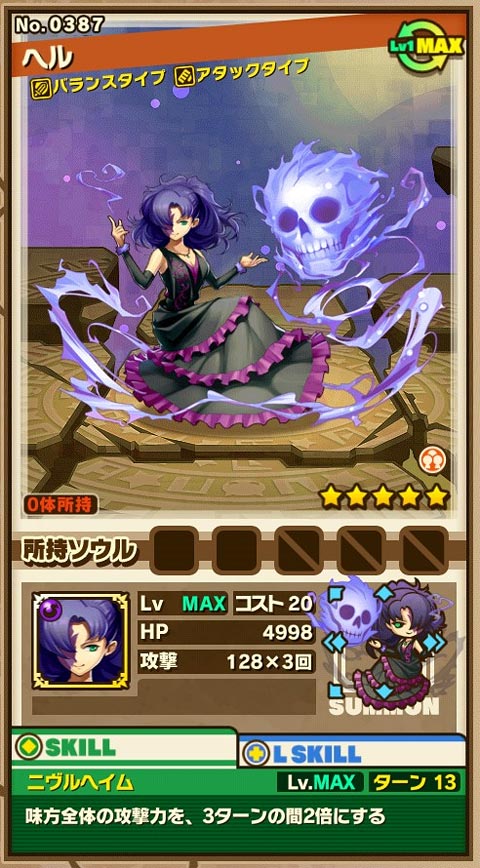 No.0387
ヘル
Lv1 MAX
バランスタイプ アタックタイプ
0体所持
所持ソウル
Lv MAX コスト 20
HP 4998
攻撃 128×3回
SUMMON
SKILL
L SKILL
ニヴルヘイム Lv.MAX ターン 13
味方全体の攻撃力を、3ターンの間2倍にする